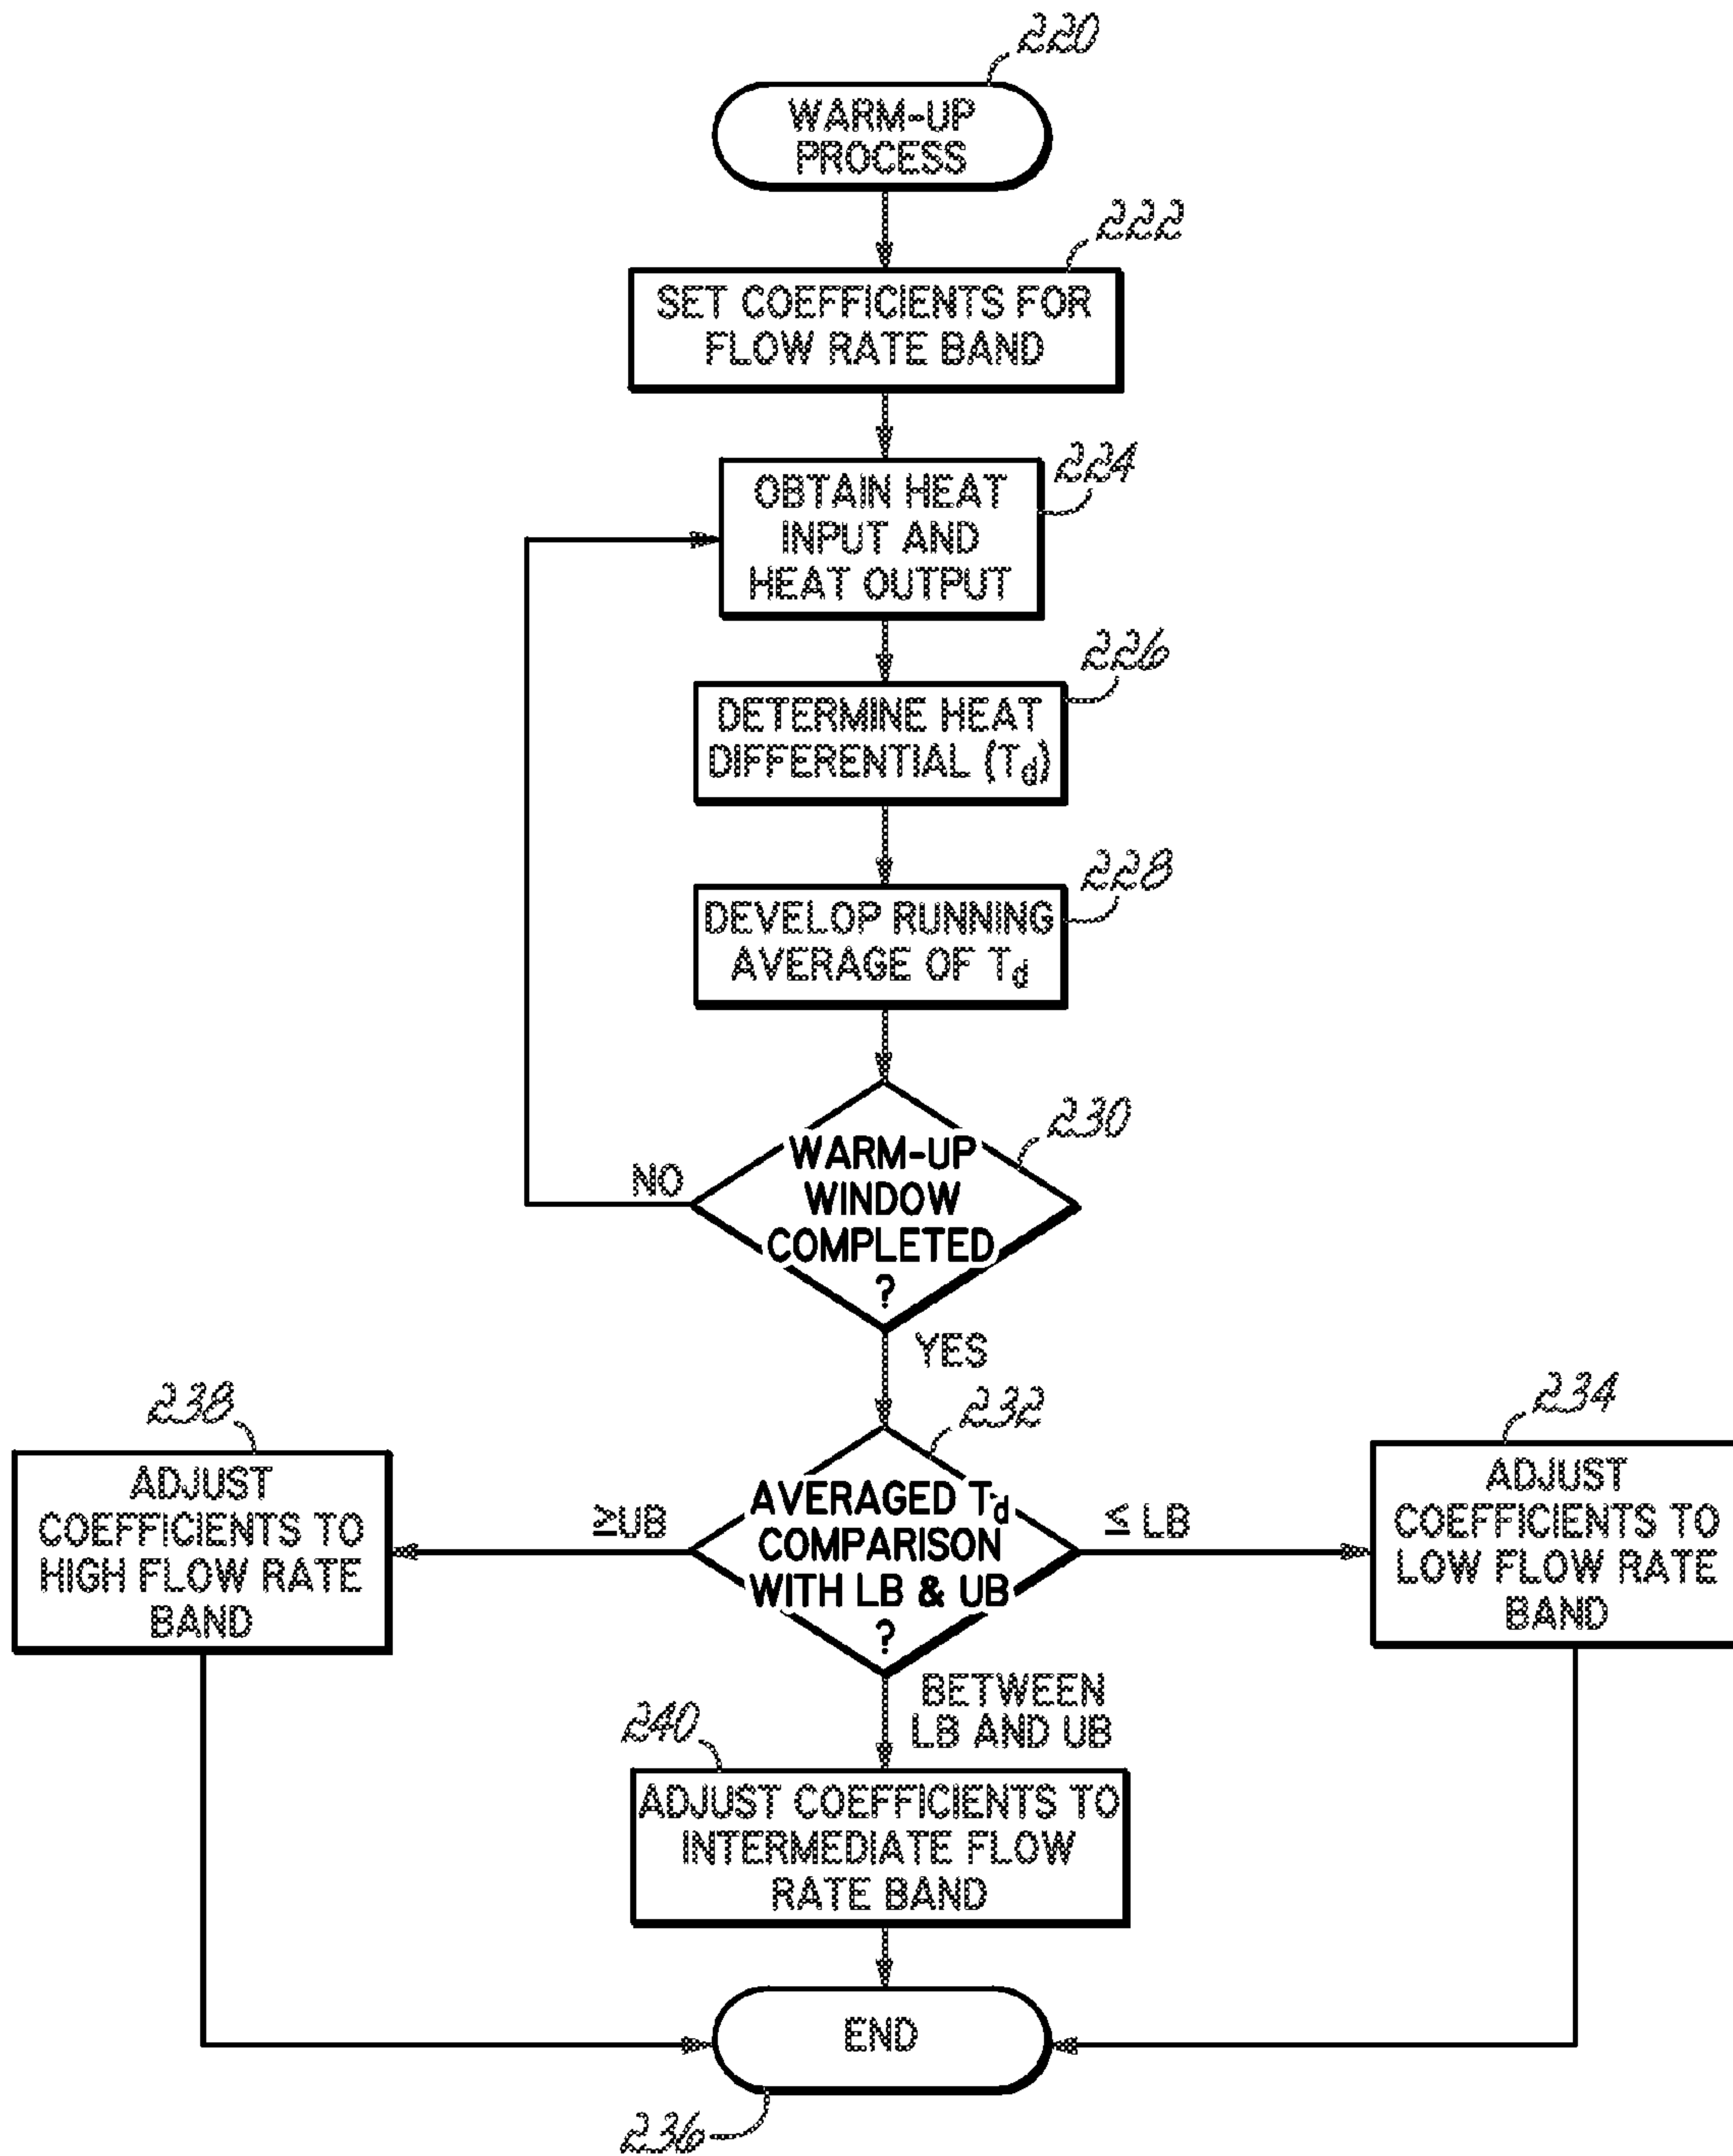 220
WARM-UP
PROCESS
222
SET COEFFICIENTS FOR
FLOW RATE BAND
224
OBTAIN HEAT
INPUT AND
HEAT OUTPUT
226
DETERMINE HEAT
DIFFERENTIAL (Td)
228
DEVELOP RUNNING
AVERAGE OF Td
230
WARM-UP
WINDOW
COMPLETED
?
NO
YES
232
AVERAGED Td
COMPARISON
WITH LB & UB
?
≥UB
238
ADJUST
COEFFICIENTS TO
HIGH FLOW RATE
BAND
≤ LB
234
ADJUST
COEFFICIENTS TO
LOW FLOW RATE
BAND
BETWEEN
LB AND UB
240
ADJUST COEFFICIENTS TO
INTERMEDIATE FLOW
RATE BAND
END
236